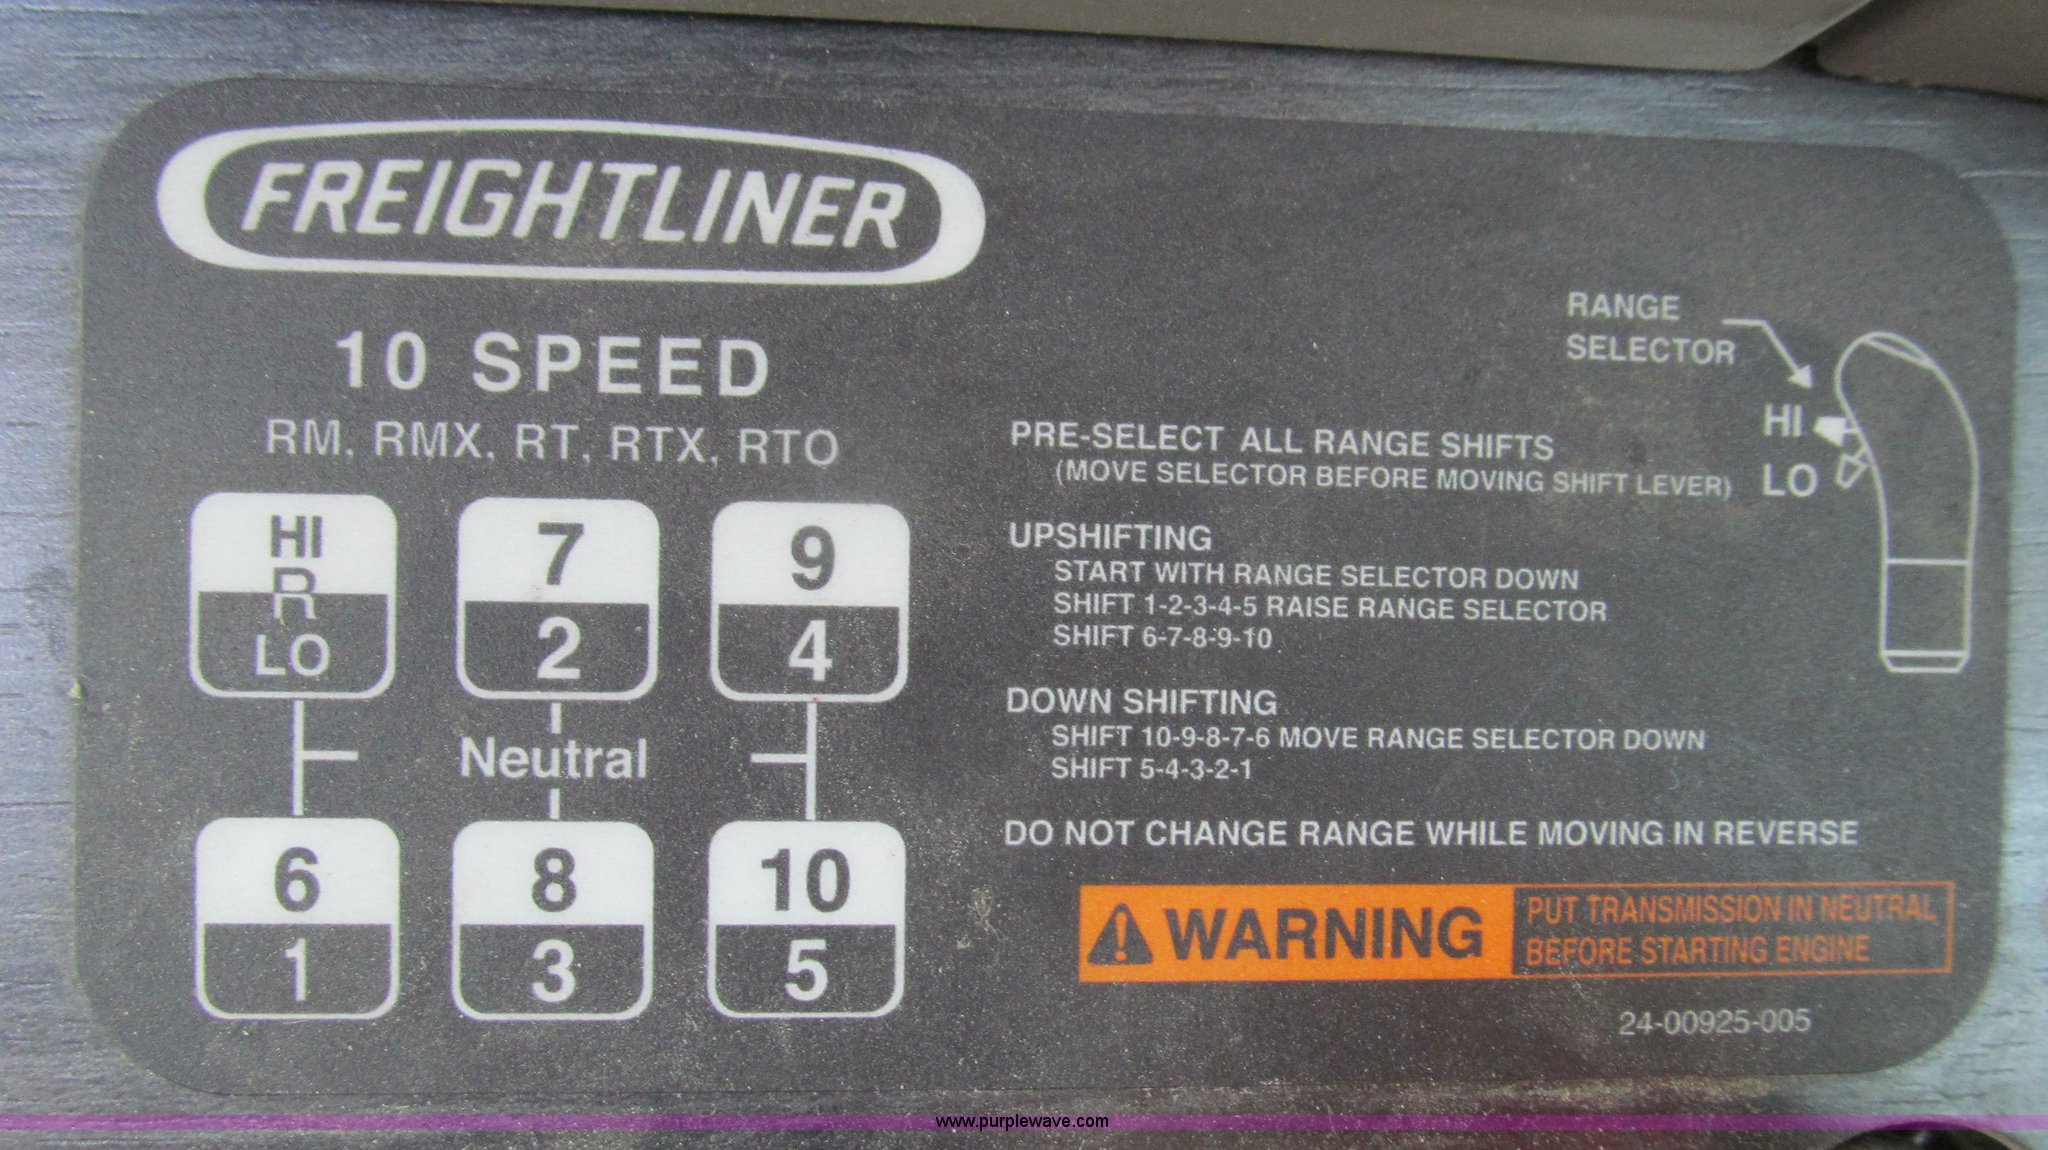 FREIGHTLINER
10 SPEED
RM, RMX, RT, RTX, RTO
HI
R
LO
7
2
9
4
Neutral
6
1
8
3
10
5
RANGE
SELECTOR
HI
LO
PRE-SELECT ALL RANGE SHIFTS
(MOVE SELECTOR BEFORE MOVING SHIFT LEVER)
UPSHIFTING
START WITH RANGE SELECTOR DOWN
SHIFT 1-2-3-4-5 RAISE RANGE SELECTOR
SHIFT 6-7-8-9-10
DOWN SHIFTING
SHIFT 10-9-8-7-6 MOVE RANGE SELECTOR DOWN
SHIFT 5-4-3-2-1
DO NOT CHANGE RANGE WHILE MOVING IN REVERSE
WARNING
PUT TRANSMISSION IN NEUTRAL
BEFORE STARTING ENGINE
24-00925-005
www.purplewave.com